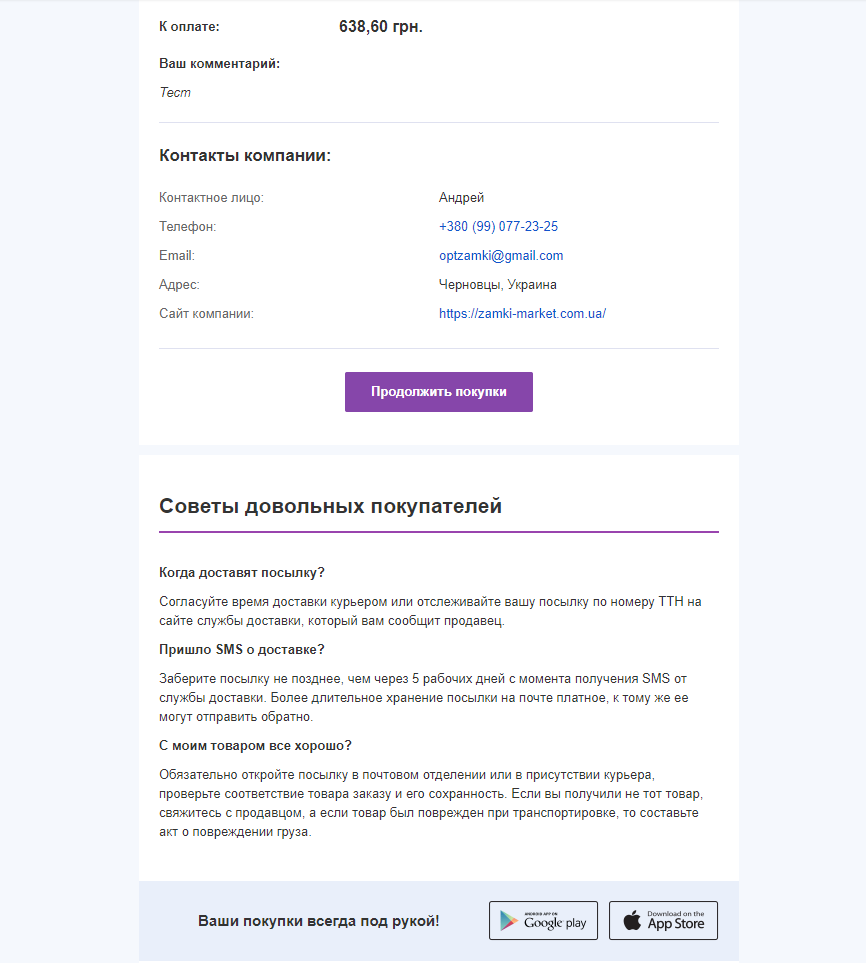 К оплате: 638,60 грн.
Ваш комментарий:
Тест
Контакты компании:
Контактное лицо: Андрей
Телефон: +380 (99) 077-23-25
Email: optzamki@gmail.com
Адрес: Черновцы, Украина
Сайт компании: https://zamki-market.com.ua/
Продолжить покупки
Советы довольных покупателей
Когда доставят посылку?
Согласуйте время доставки курьером или отслеживайте вашу посылку по номеру ТТН на
сайте службы доставки, который вам сообщит продавец.
Пришло SMS о доставке?
Заберите посылку не позднее, чем через 5 рабочих дней с момента получения SMS от
службы доставки. Более длительное хранение посылки на почте платное, к тому же ее
могут отправить обратно.
С моим товаром все хорошо?
Обязательно откройте посылку в почтовом отделении или в присутствии курьера,
проверьте соответствие товара заказу и его сохранность. Если вы получили не тот товар,
свяжитесь с продавцом, а если товар был поврежден при транспортировке, то составьте
акт о повреждении груза.
Ваши покупки всегда под рукой!
ANDROID APP ON
Google play
Download on the
App Store